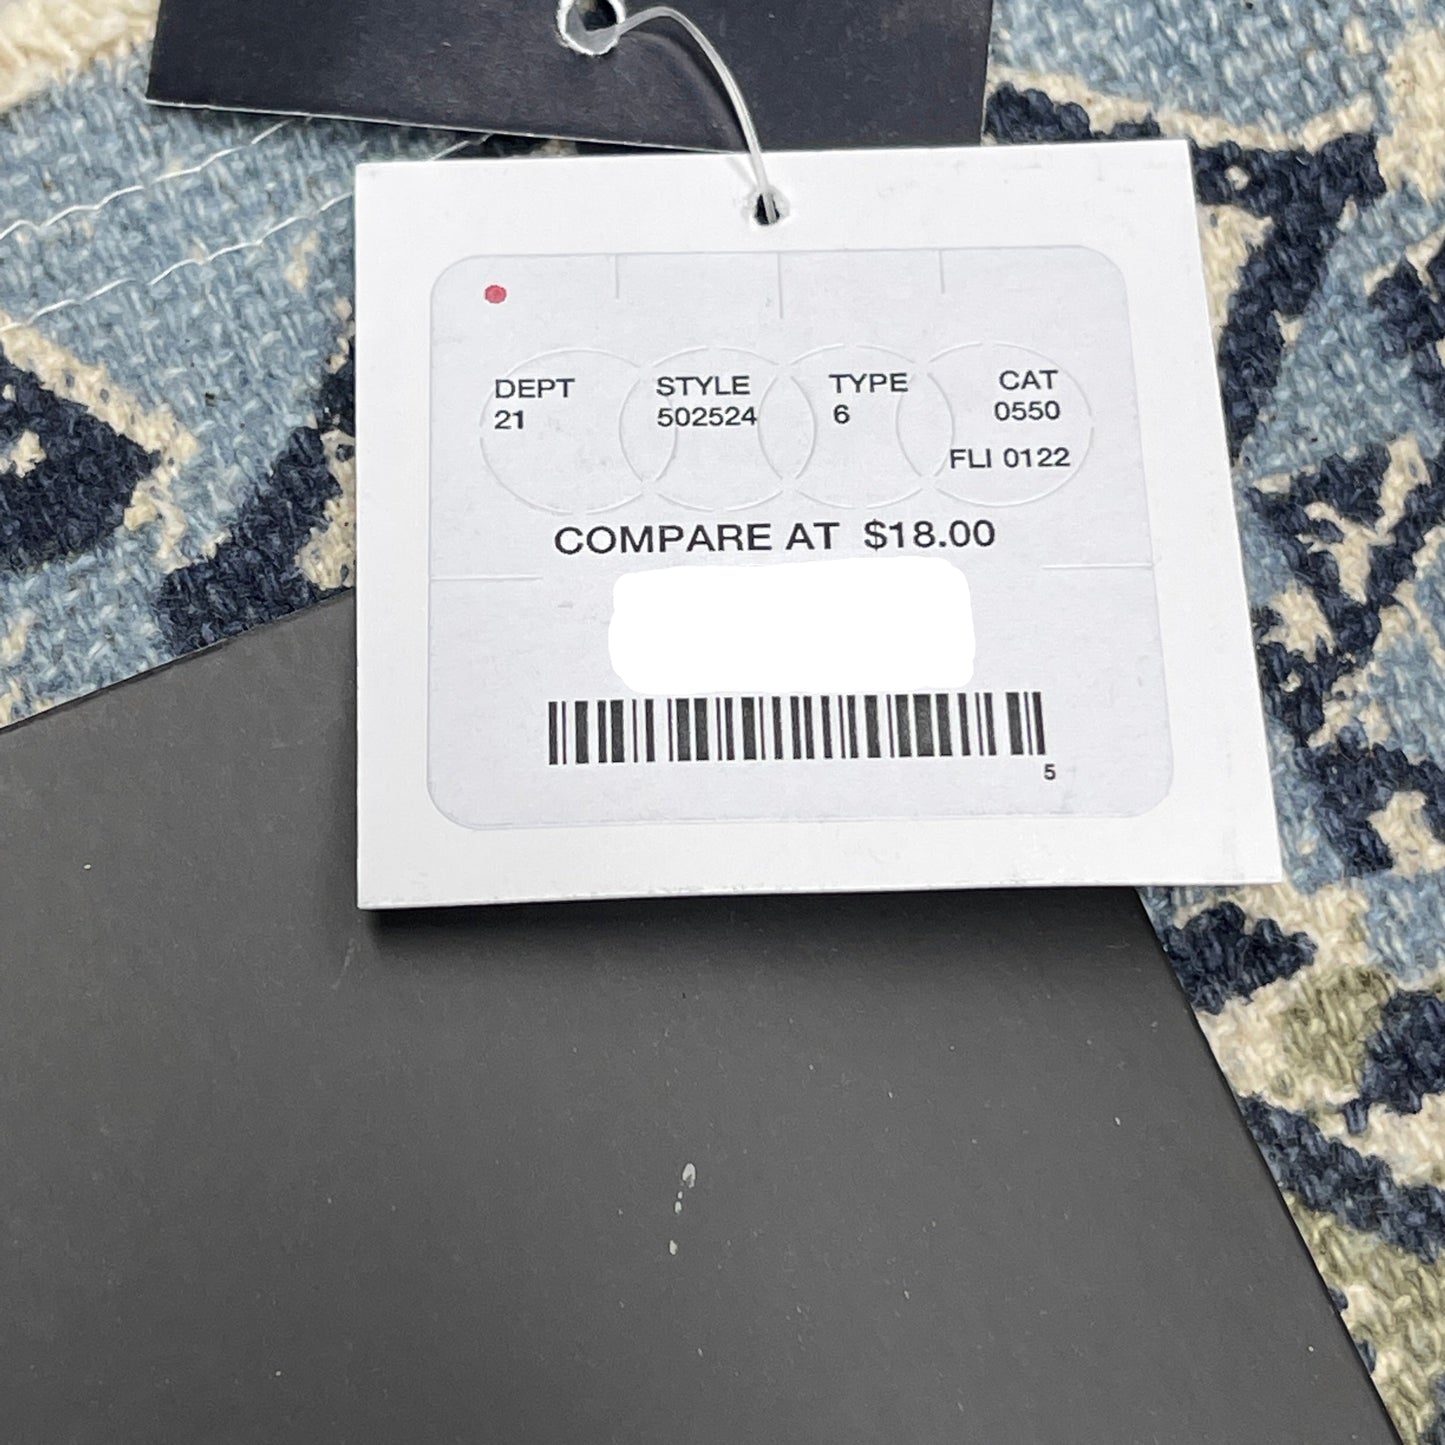 DEPT STYLE TYPE CAT
21 502524 6 0550
FLI 0122
COMPARE AT $18.00
5